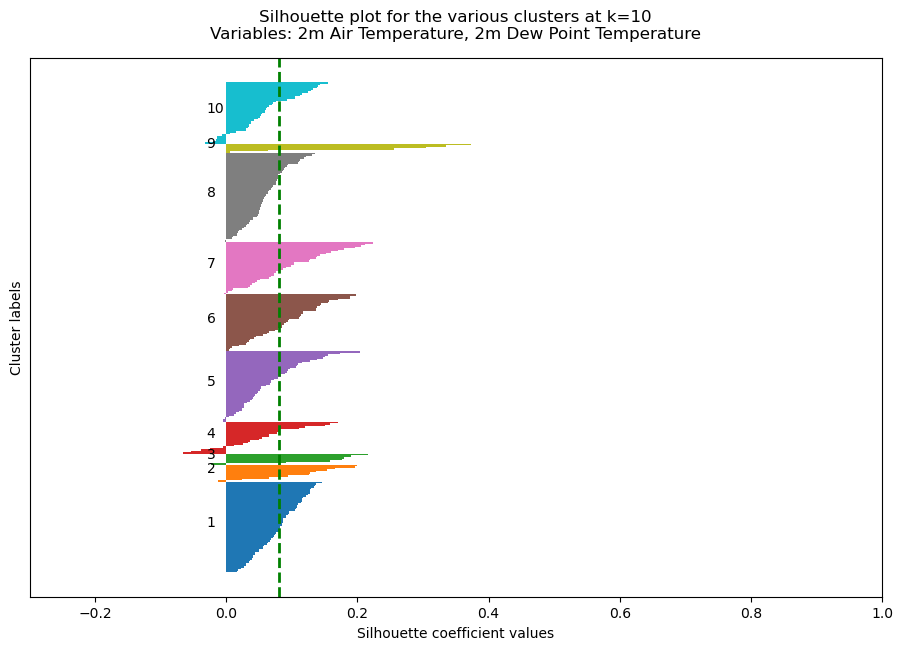 Silhouette plot for the various clusters at k=10
Variables: 2m Air Temperature, 2m Dew Point Temperature
Cluster labels
10
9
8
7
6
5
4
3
2
1
−0.2 0.0 0.2 0.4 0.6 0.8 1.0
Silhouette coefficient values